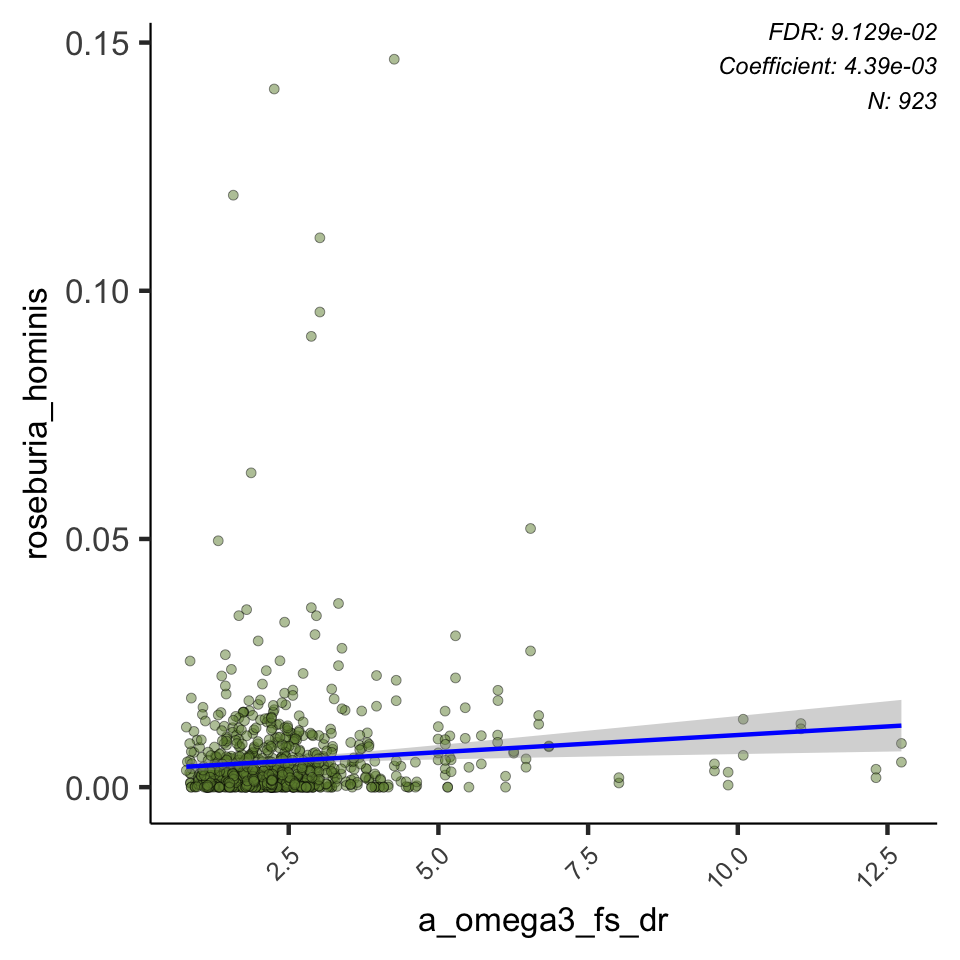 FDR: 9.129e-02
Coefficient: 4.39e-03
N: 923
0.15
0.10
0.05
0.00
roseburia_hominis
2.5
5.0
7.5
10.0
12.5
a_omega3_fs_dr